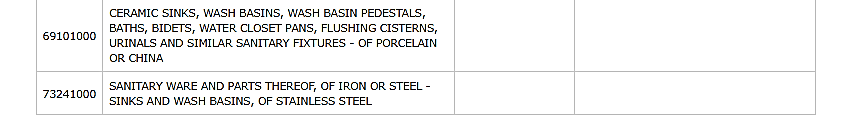 69101000
CERAMIC SINKS, WASH BASINS, WASH BASIN PEDESTALS,
BATHS, BIDETS, WATER CLOSET PANS, FLUSHING CISTERNS,
URINALS AND SIMILAR SANITARY FIXTURES - OF PORCELAIN
OR CHINA
73241000
SANITARY WARE AND PARTS THEREOF, OF IRON OR STEEL -
SINKS AND WASH BASINS, OF STAINLESS STEEL